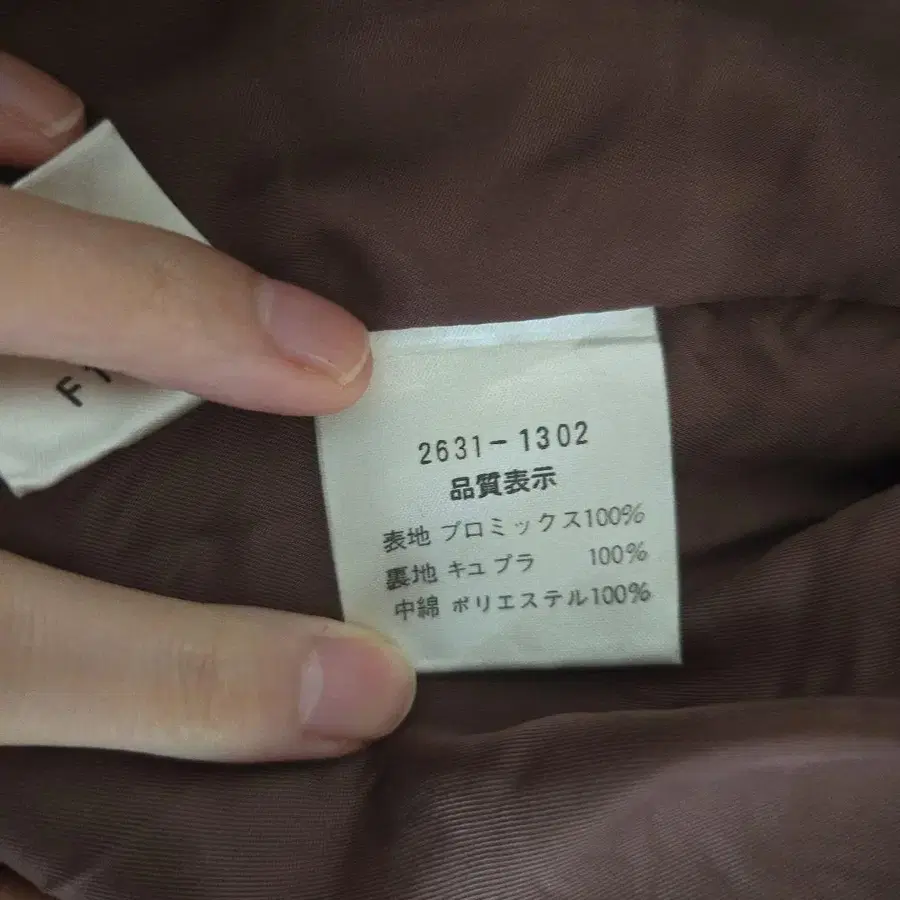 2631-1302
品質表示
表地 プロミックス100%
裏地 キュプラ 100%
中綿 ポリエステル100%